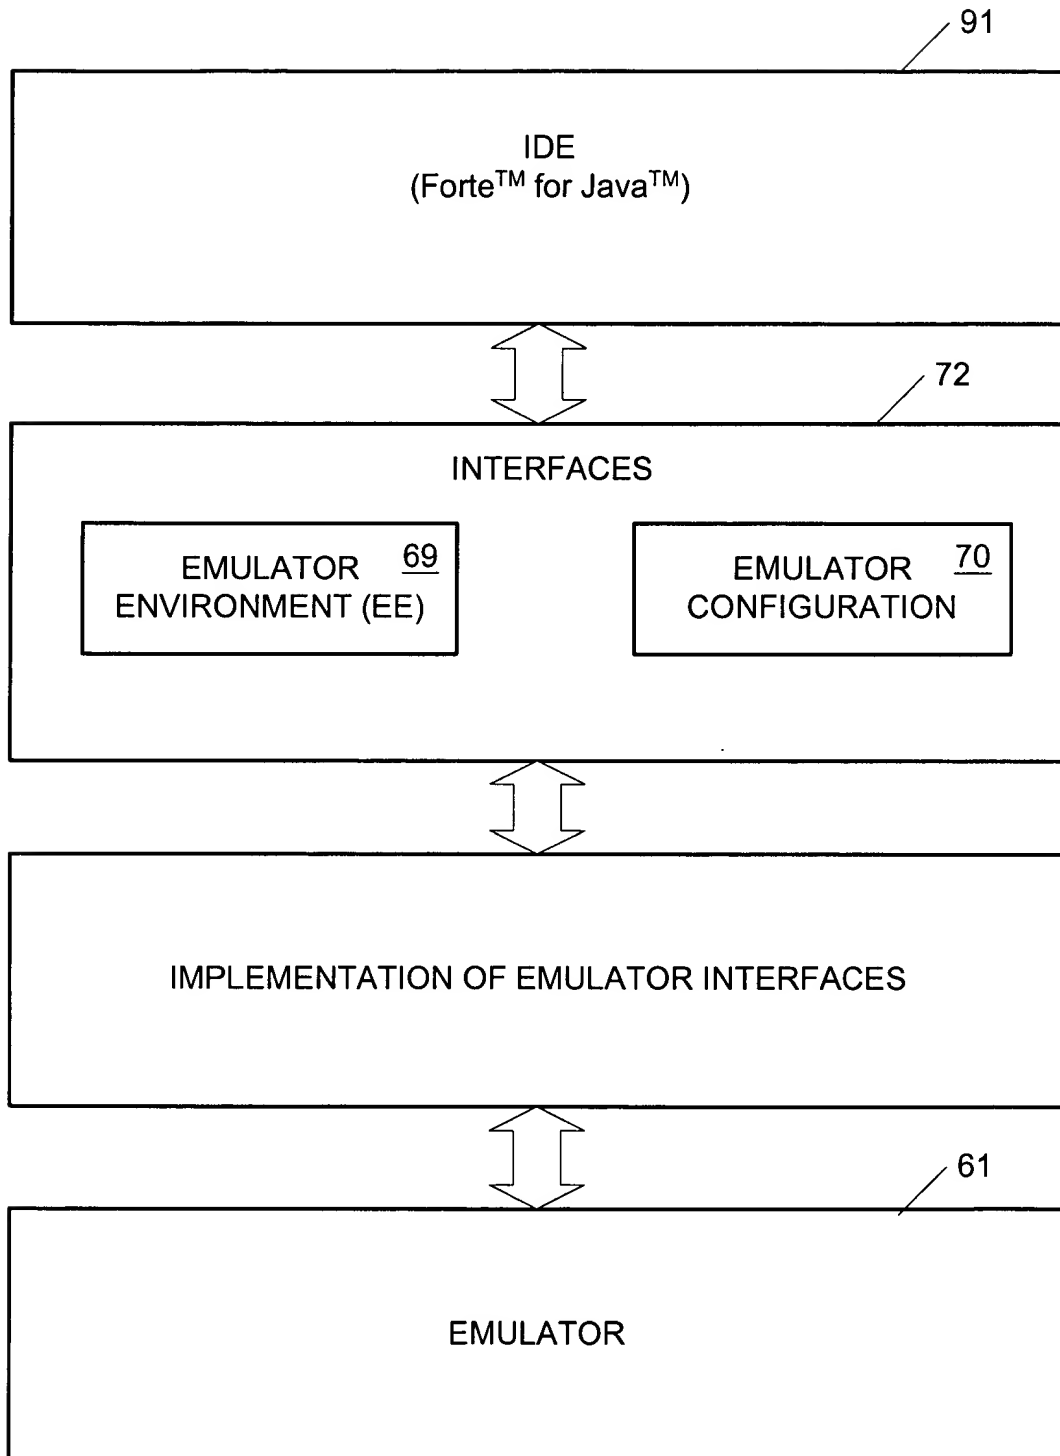 91
IDE
(Forte™ for Java™)
72
INTERFACES
EMULATOR 69
ENVIRONMENT (EE)
EMULATOR 70
CONFIGURATION
IMPLEMENTATION OF EMULATOR INTERFACES
61
EMULATOR